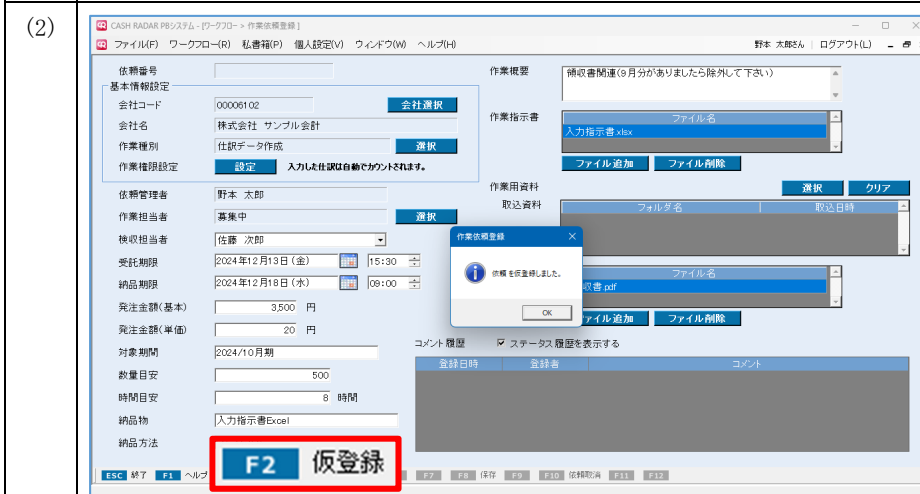 (2)
CASH RADAR PBシステム - [ワークフロー > 作業依頼登録 ]
ファイル(F) ワークフロー(R) 私書箱(P) 個人設定(V) ウィンドウ(W) ヘルプ(H) 野本 太郎さん ログアウト(L)
依頼番号
基本情報設定
会社コード 00006102 会社選択
会社名 株式会社 サンプル会計
作業種別 仕訳データ作成 選択
作業権限設定 設定 入力した仕訳は自動でカウントされます。
依頼管理者 野本 太郎
作業担当者 募集中 選択
検収担当者 佐藤 次郎
受託期限 2024年12月13日(金) 15:30
納品期限 2024年12月18日(水) 09:00
発注金額(基本) 3,500 円
発注金額(単価) 20 円
対象期間 2024/10月期
数量目安 500
時間目安 8 時間
納品物 入力指示書Excel
納品方法
作業概要 領収書関連(9月分がありましたら除外して下さい)
作業指示書 ファイル名
入力指示書.xlsx
ファイル追加 ファイル削除
作業用資料 選択 クリア
取込資料 フォルダ名 取込日時
作業依頼登録
依頼を仮登録しました。
OK
ファイル名
収書.pdf
ファイル追加 ファイル削除
コメント履歴 ステータス履歴を表示する
登録日時 登録者 コメント
F2 仮登録
ESC 終了 F1 ヘルプ F7 F8 保存 F9 F10 依頼取消 F11 F12